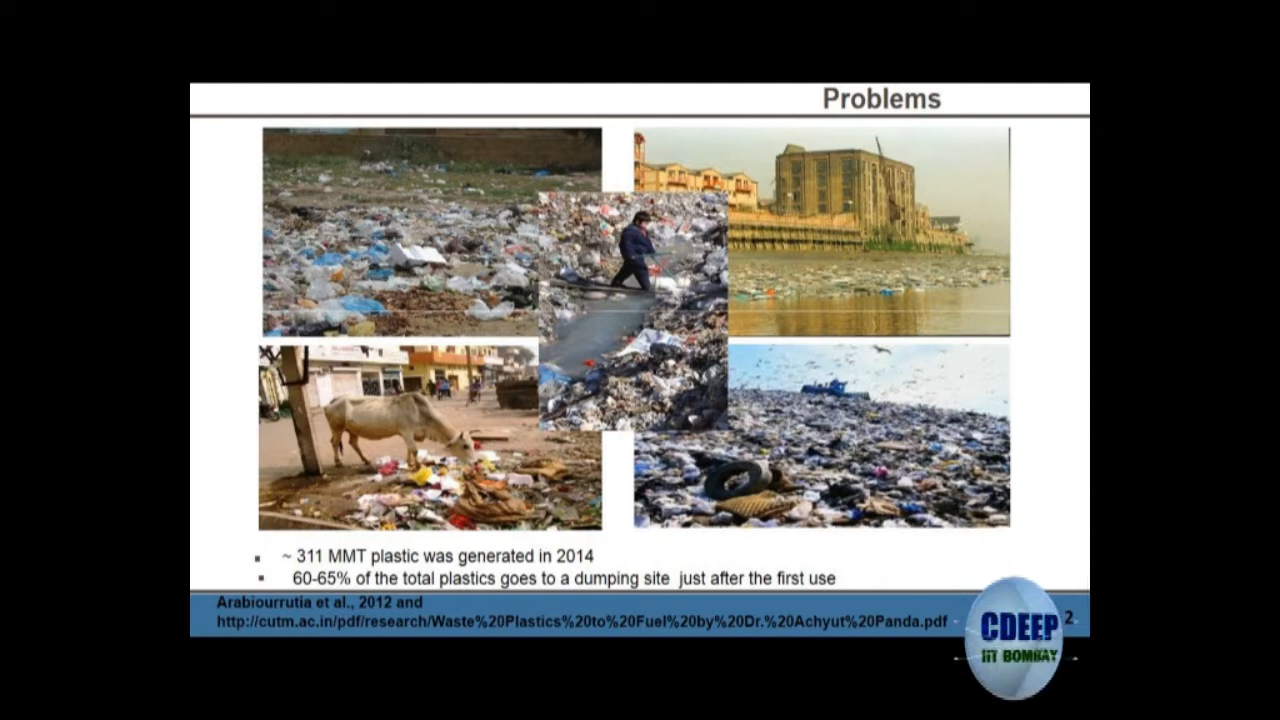 Problems
▪ ~ 311 MMT plastic was generated in 2014
▪ 60-65% of the total plastics goes to a dumping site just after the first use
Arabiourrutia et al., 2012 and
http://cutm.ac.in/pdf/research/Waste%20Plastics%20to%20Fuel%20by%20Dr.%20Achyut%20Panda.pdf
2
CDEEP
IIT BOMBAY